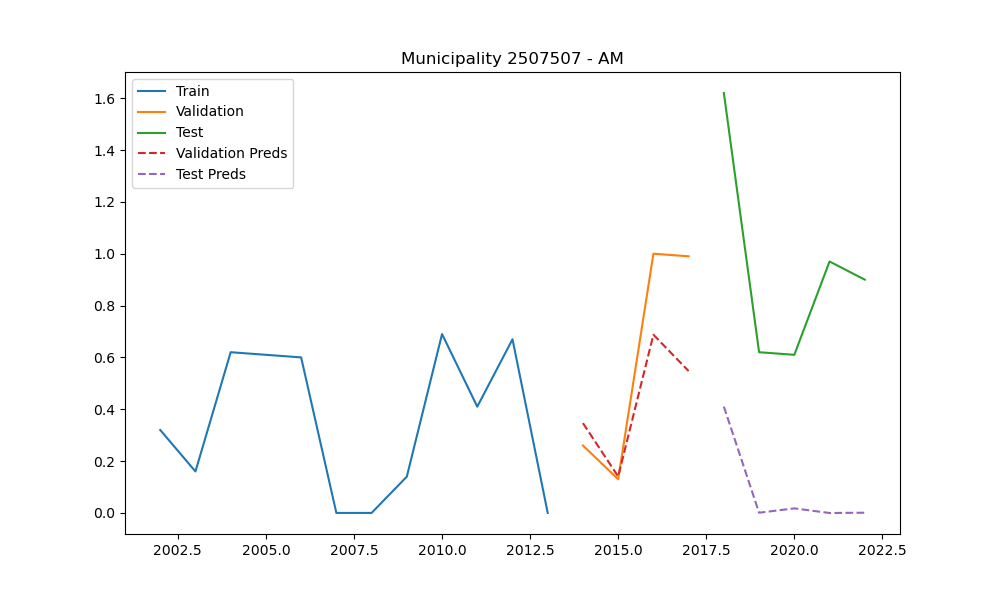 Municipality 2507507 - AM
Train
Validation
Test
Validation Preds
Test Preds
1.6
1.4
1.2
1.0
0.8
0.6
0.4
0.2
0.0
2002.5 2005.0 2007.5 2010.0 2012.5 2015.0 2017.5 2020.0 2022.5